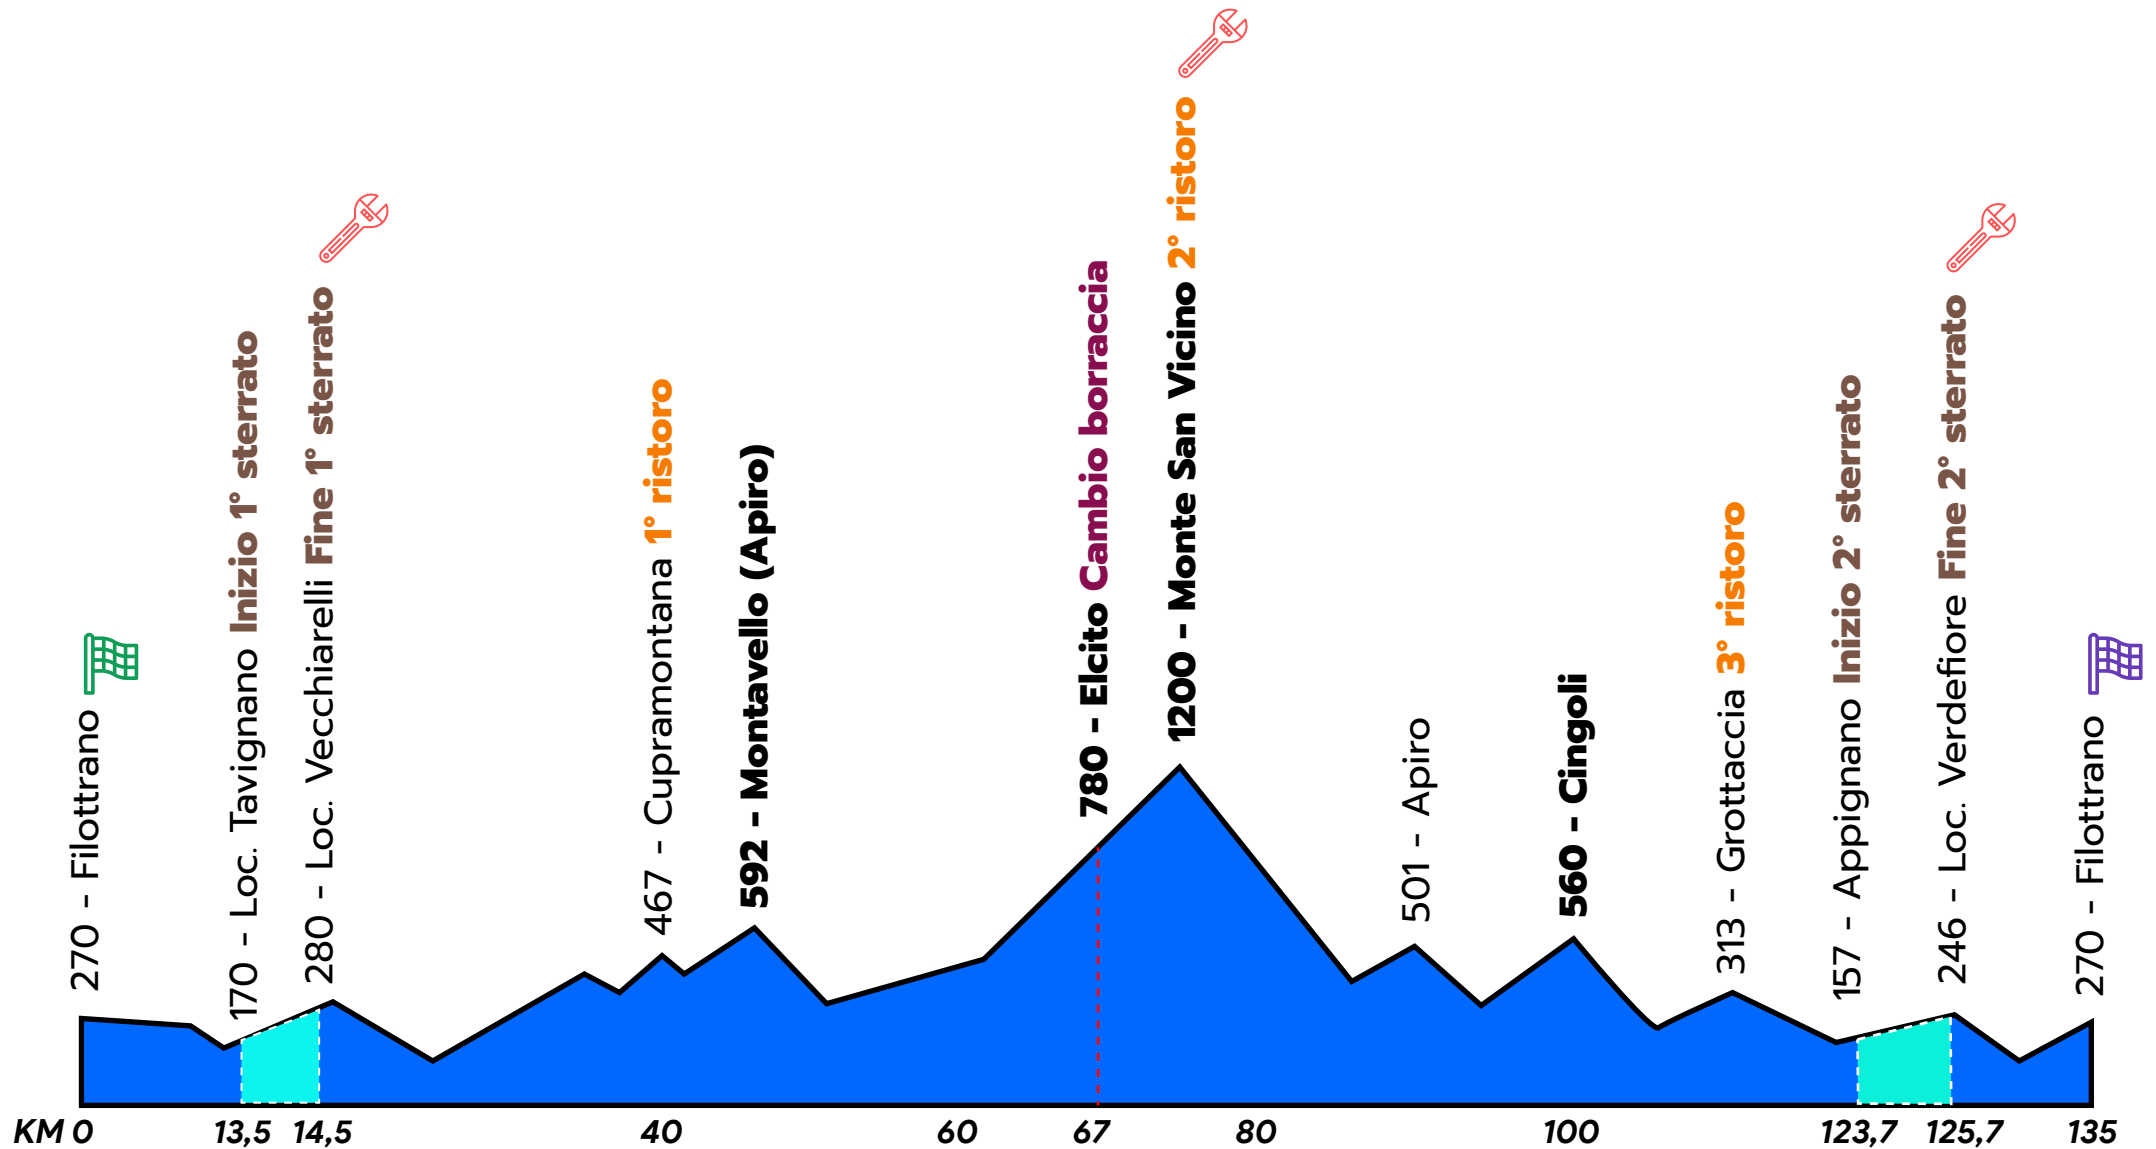 270 - Filottrano
170 - Loc. Tavignano Inizio 1° sterrato
280 - Loc. Vecchiarelli Fine 1° sterrato
467 - Cupramontana 1° ristoro
592 - Montavello (Apiro)
780 - Elcito Cambio borraccia
1200 - Monte San Vicino 2° ristoro
501 - Apiro
560 - Cingoli
313 - Grottaccia 3° ristoro
157 - Appignano Inizio 2° sterrato
246 - Loc. Verdefiore Fine 2° sterrato
270 - Filottrano
KM 0 13,5 14,5 40 60 67 80 100 123,7 125,7 135